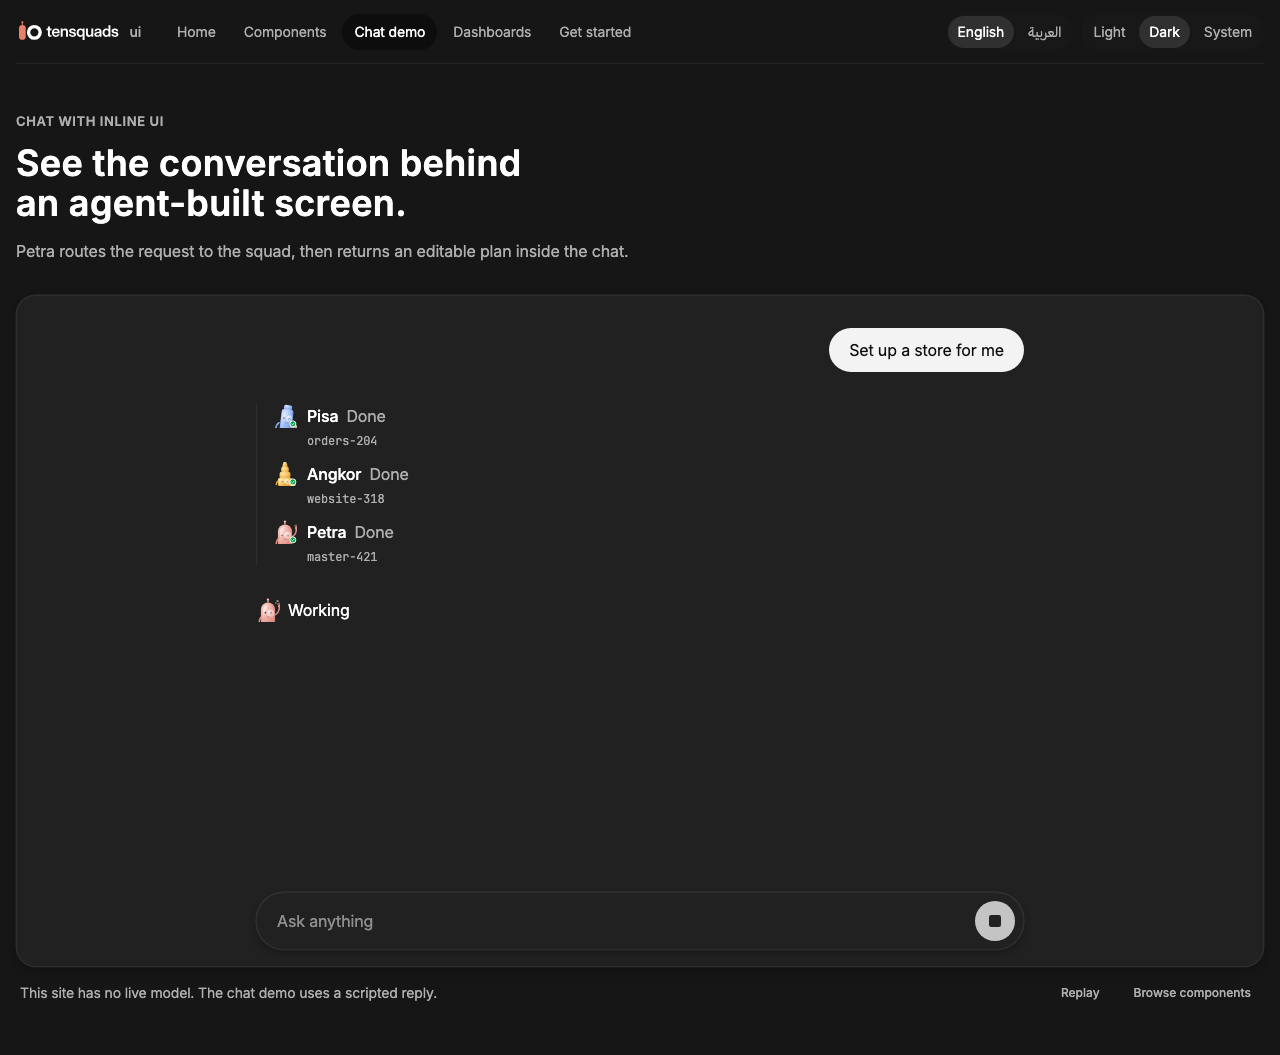 tensquads ui
Home
Components
Chat demo
Dashboards
Get started
English
العربية
Light
Dark
System
CHAT WITH INLINE UI
See the conversation behind
an agent-built screen.
Petra routes the request to the squad, then returns an editable plan inside the chat.
Set up a store for me
Pisa Done
orders-204
Angkor Done
website-318
Petra Done
master-421
Working
Ask anything
This site has no live model. The chat demo uses a scripted reply.
Replay
Browse components